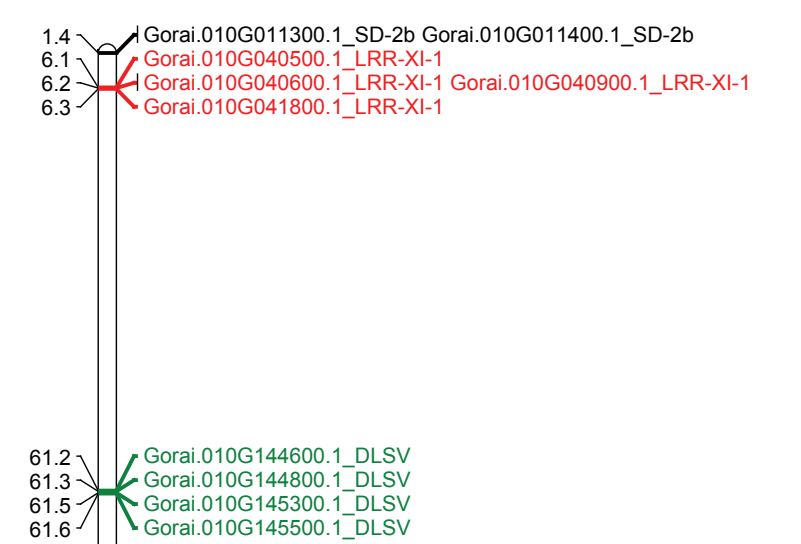 1.4 Gorai.010G011300.1_SD-2b Gorai.010G011400.1_SD-2b
6.1 Gorai.010G040500.1_LRR-XI-1
6.2 Gorai.010G040600.1_LRR-XI-1 Gorai.010G040900.1_LRR-XI-1
6.3 Gorai.010G041800.1_LRR-XI-1
61.2 Gorai.010G144600.1_DLSV
61.3 Gorai.010G144800.1_DLSV
61.5 Gorai.010G145300.1_DLSV
61.6 Gorai.010G145500.1_DLSV